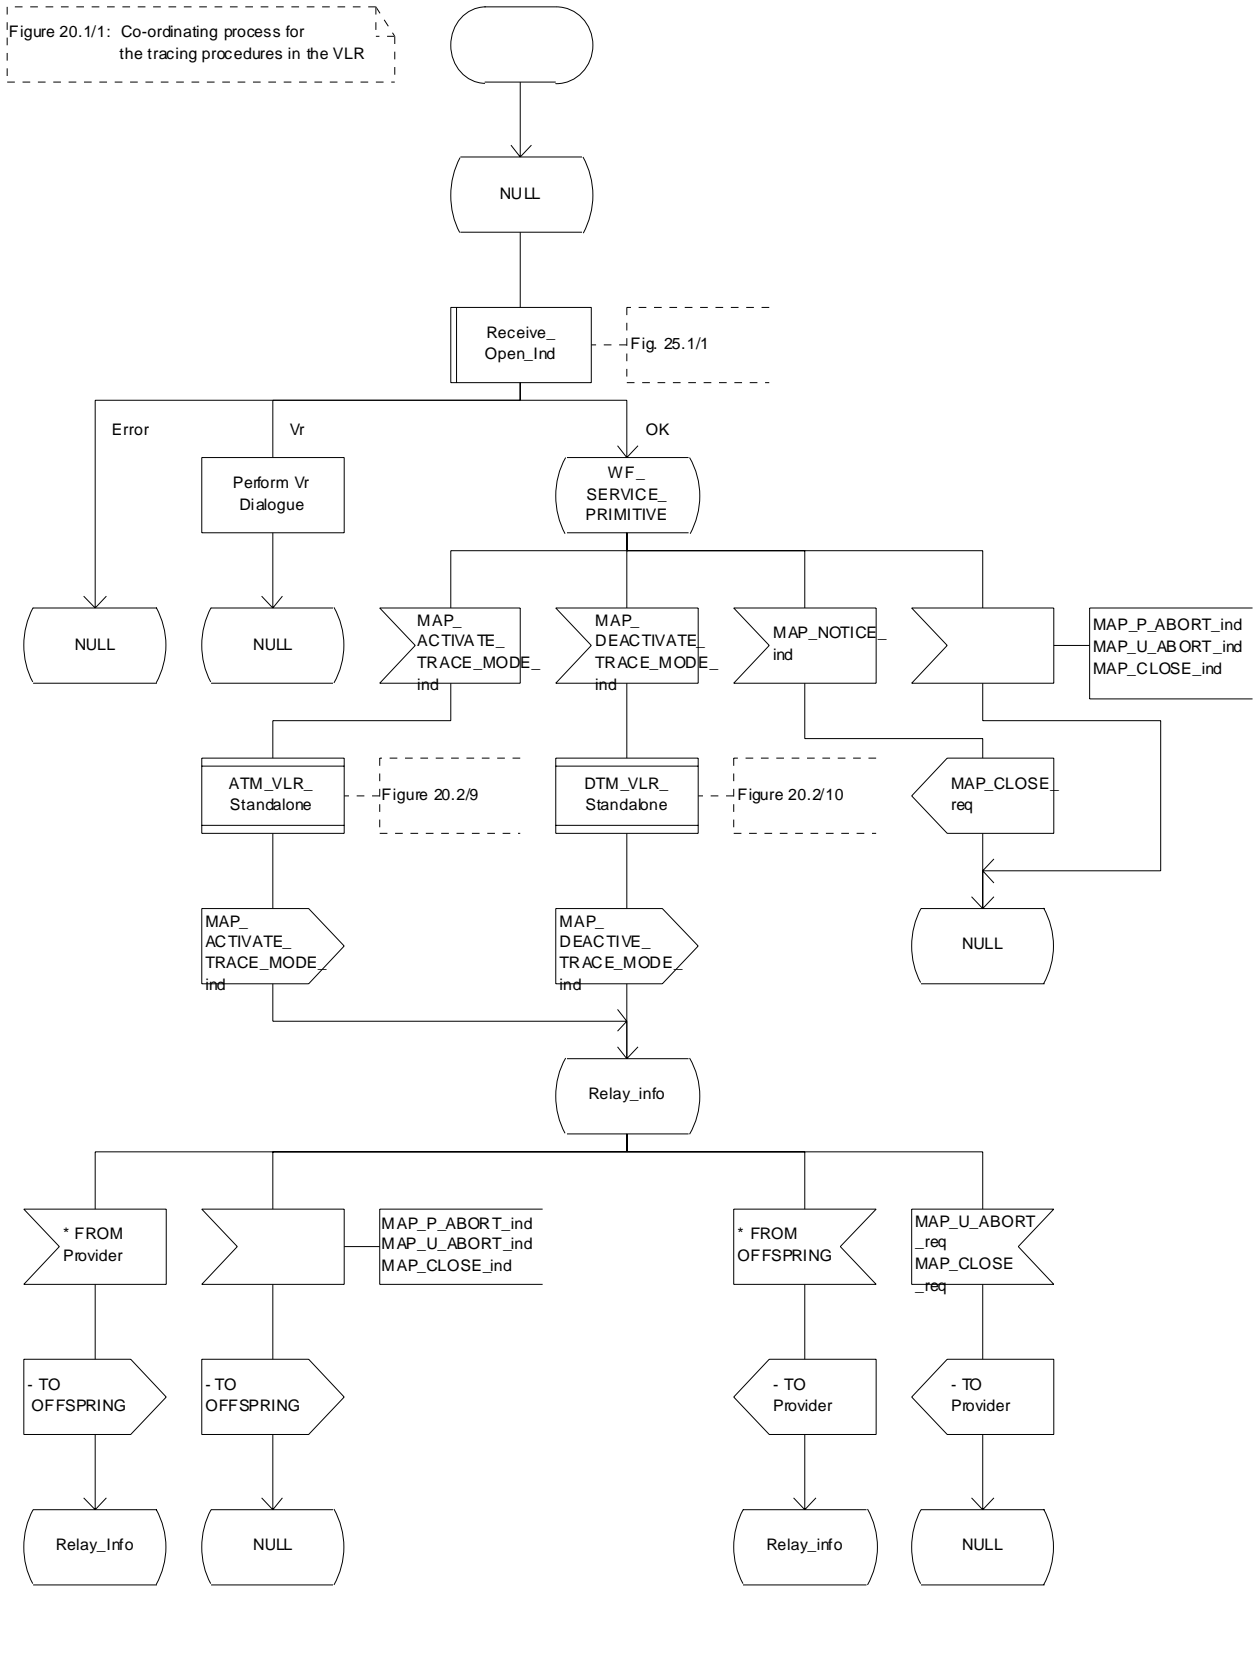 Figure 20.1/1: Co-ordinating process for
the tracing procedures in the VLR
NULL
Receive_
Open_Ind
Fig. 25.1/1
Error
Vr
OK
Perform Vr
Dialogue
WF_
SERVICE_
PRIMITIVE
NULL
NULL
MAP_
ACTIVATE_
TRACE_MODE_
ind
MAP_
DEACTIVATE_
TRACE_MODE_
ind
MAP_NOTICE_
ind
MAP_P_ABORT_ind
MAP_U_ABORT_ind
MAP_CLOSE_ind
ATM_VLR_
Standalone
Figure 20.2/9
DTM_VLR_
Standalone
Figure 20.2/10
MAP_CLOSE_
req
MAP_
ACTIVATE_
TRACE_MODE_
ind
MAP_
DEACTIVE_
TRACE_MODE_
ind
NULL
Relay_info
* FROM
Provider
MAP_P_ABORT_ind
MAP_U_ABORT_ind
MAP_CLOSE_ind
* FROM
OFFSPRING
MAP_U_ABORT
_req
MAP_CLOSE
_req
- TO
OFFSPRING
- TO
OFFSPRING
- TO
Provider
- TO
Provider
Relay_Info
NULL
Relay_info
NULL